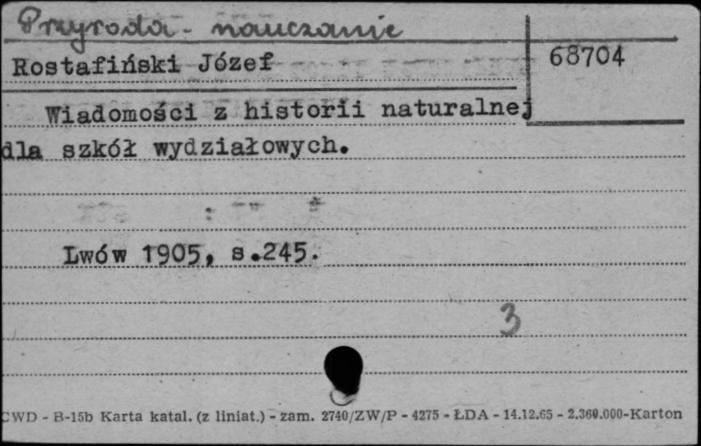 Przyroda - nauczanie
Rostafiński Józef
68704
Wiadomości z historii naturalnej
dla szkół wydziałowych.
Lwów 1905, s.245.
3
CWD - B-15b Karta katal. (z liniat.) - zam. 2740/ZW/P - 4275 - ŁDA - 14.12.65 - 2.360.000-Karton